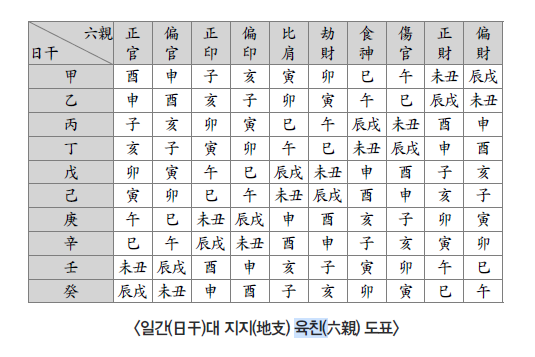 六親 正官 偏官 正印 偏印 比肩 劫財 食神 傷官 正財 偏財
日干
甲 酉 申 子 亥 寅 卯 巳 午 未丑 辰戌
乙 申 酉 亥 子 卯 寅 午 巳 辰戌 未丑
丙 子 亥 卯 寅 巳 午 辰戌 未丑 酉 申
丁 亥 子 寅 卯 午 巳 未丑 辰戌 申 酉
戊 卯 寅 午 巳 辰戌 未丑 申 酉 子 亥
己 寅 卯 巳 午 未丑 辰戌 酉 申 亥 子
庚 午 巳 未丑 辰戌 申 酉 亥 子 卯 寅
辛 巳 午 辰戌 未丑 酉 申 子 亥 寅 卯
壬 未丑 辰戌 酉 申 亥 子 寅 卯 午 巳
癸 辰戌 未丑 申 酉 子 亥 卯 寅 巳 午
〈일간(日干)대 지지(地支) 육친(六親) 도표〉